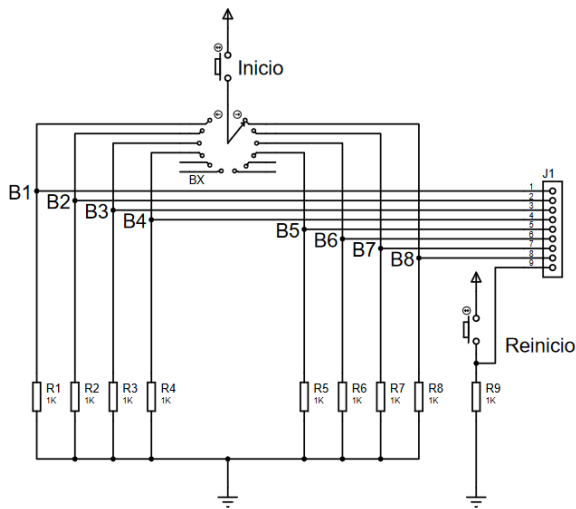 Inicio
BX
J1
B1
B2
B3
B4
B5
B6
B7
B8
1
2
3
4
5
6
7
8
9
Reinicio
R1
1K
R2
1K
R3
1K
R4
1K
R5
1K
R6
1K
R7
1K
R8
1K
R9
1K